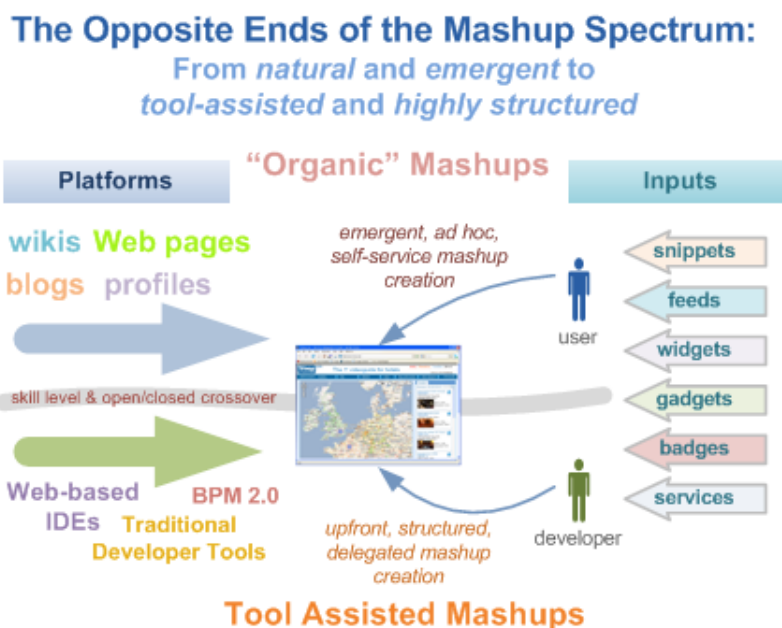 The Opposite Ends of the Mashup Spectrum:
From natural and emergent to
tool-assisted and highly structured
"Organic" Mashups
Platforms
Inputs
wikis Web pages
blogs profiles
emergent, ad hoc,
self-service mashup
creation
user
snippets
feeds
widgets
gadgets
badges
services
skill level & open/closed crossover
Web-based
IDEs
BPM 2.0
Traditional
Developer Tools
upfront, structured,
delegated mashup
creation
developer
Tool Assisted Mashups